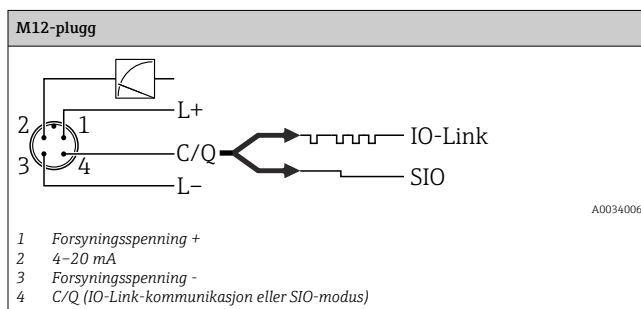 M12-plugg
L+
2 1
IO-Link
C/Q
3 4
SIO
L–
A0034006
1 Forsyningsspenning +
2 4–20 mA
3 Forsyningsspenning -
4 C/Q (IO-Link-kommunikasjon eller SIO-modus)